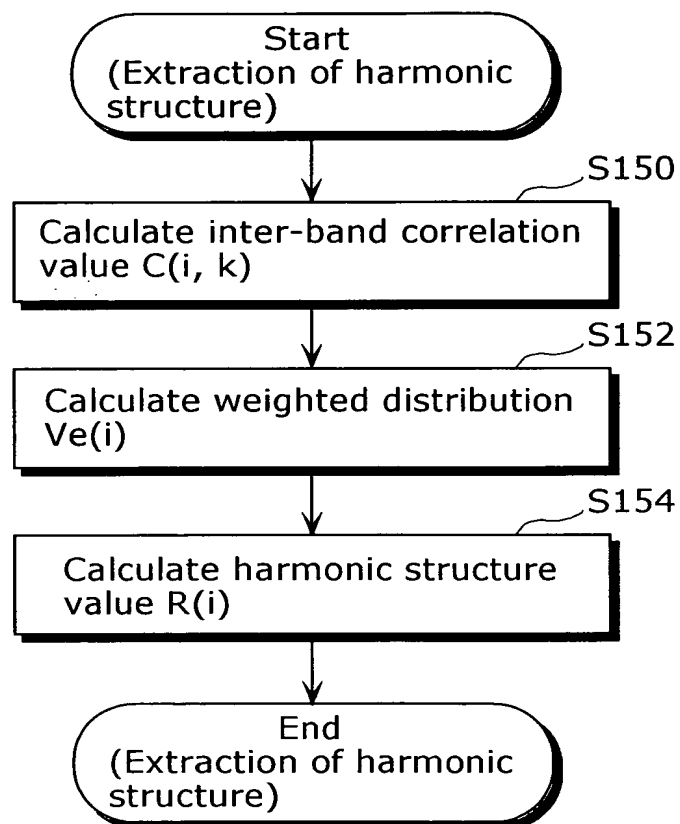 Start
(Extraction of harmonic
structure)
S150
Calculate inter-band correlation
value C(i, k)
S152
Calculate weighted distribution
Ve(i)
S154
Calculate harmonic structure
value R(i)
End
(Extraction of harmonic
structure)